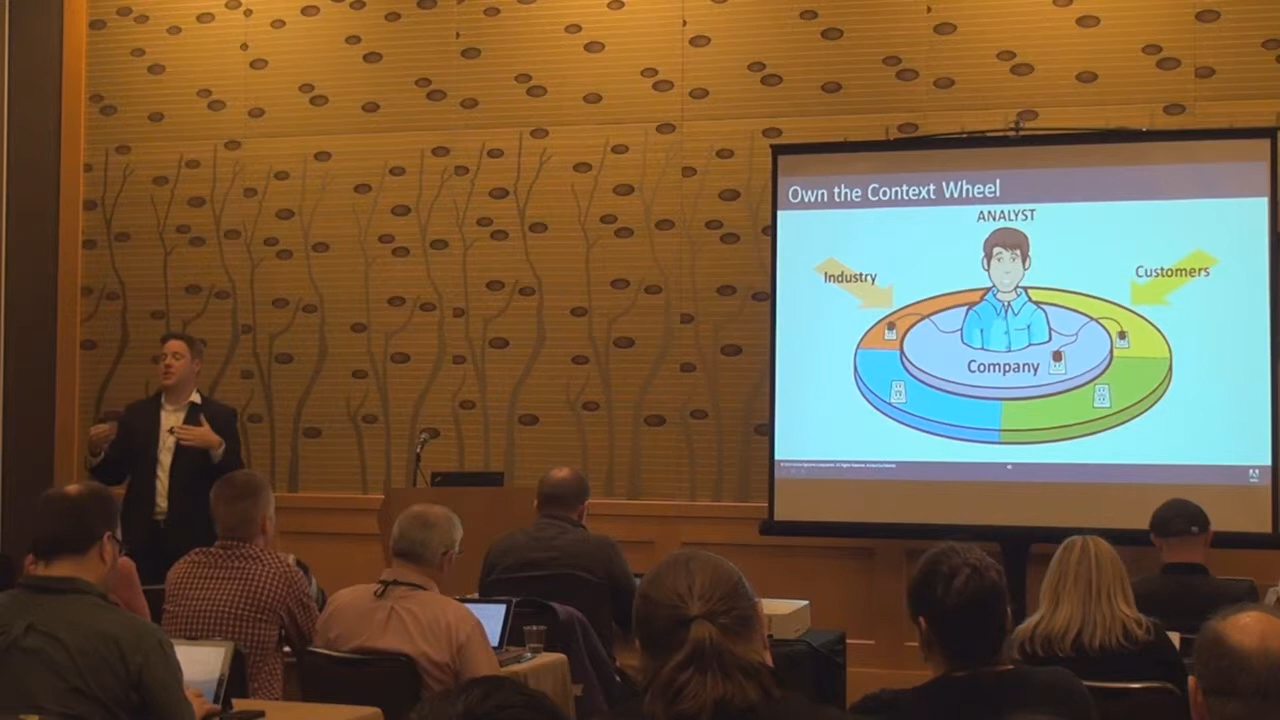 Own the Context Wheel
ANALYST
Industry
Customers
Company